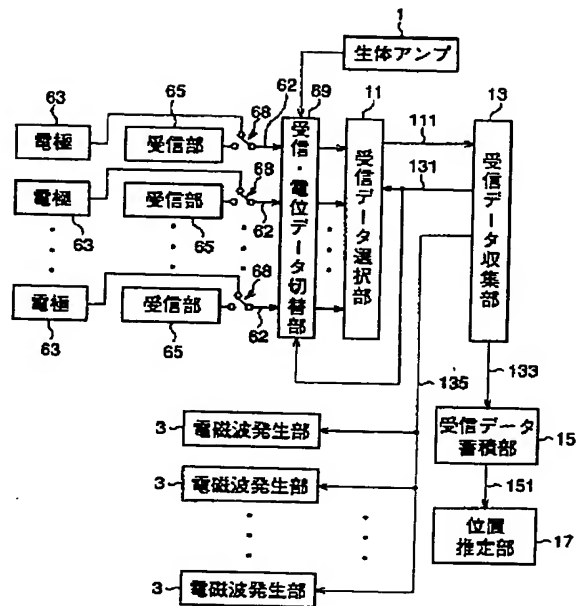 1
生体アンプ
63
電極
65
受信部
68
62
89
受信・電位データ切替部
11
受信データ選択部
111
131
13
受信データ収集部
電極
63
受信部
65
68
62
電極
63
受信部
65
68
62
135
133
3
電磁波発生部
受信データ
蓄積部
15
3
電磁波発生部
151
位置
推定部
17
3
電磁波発生部